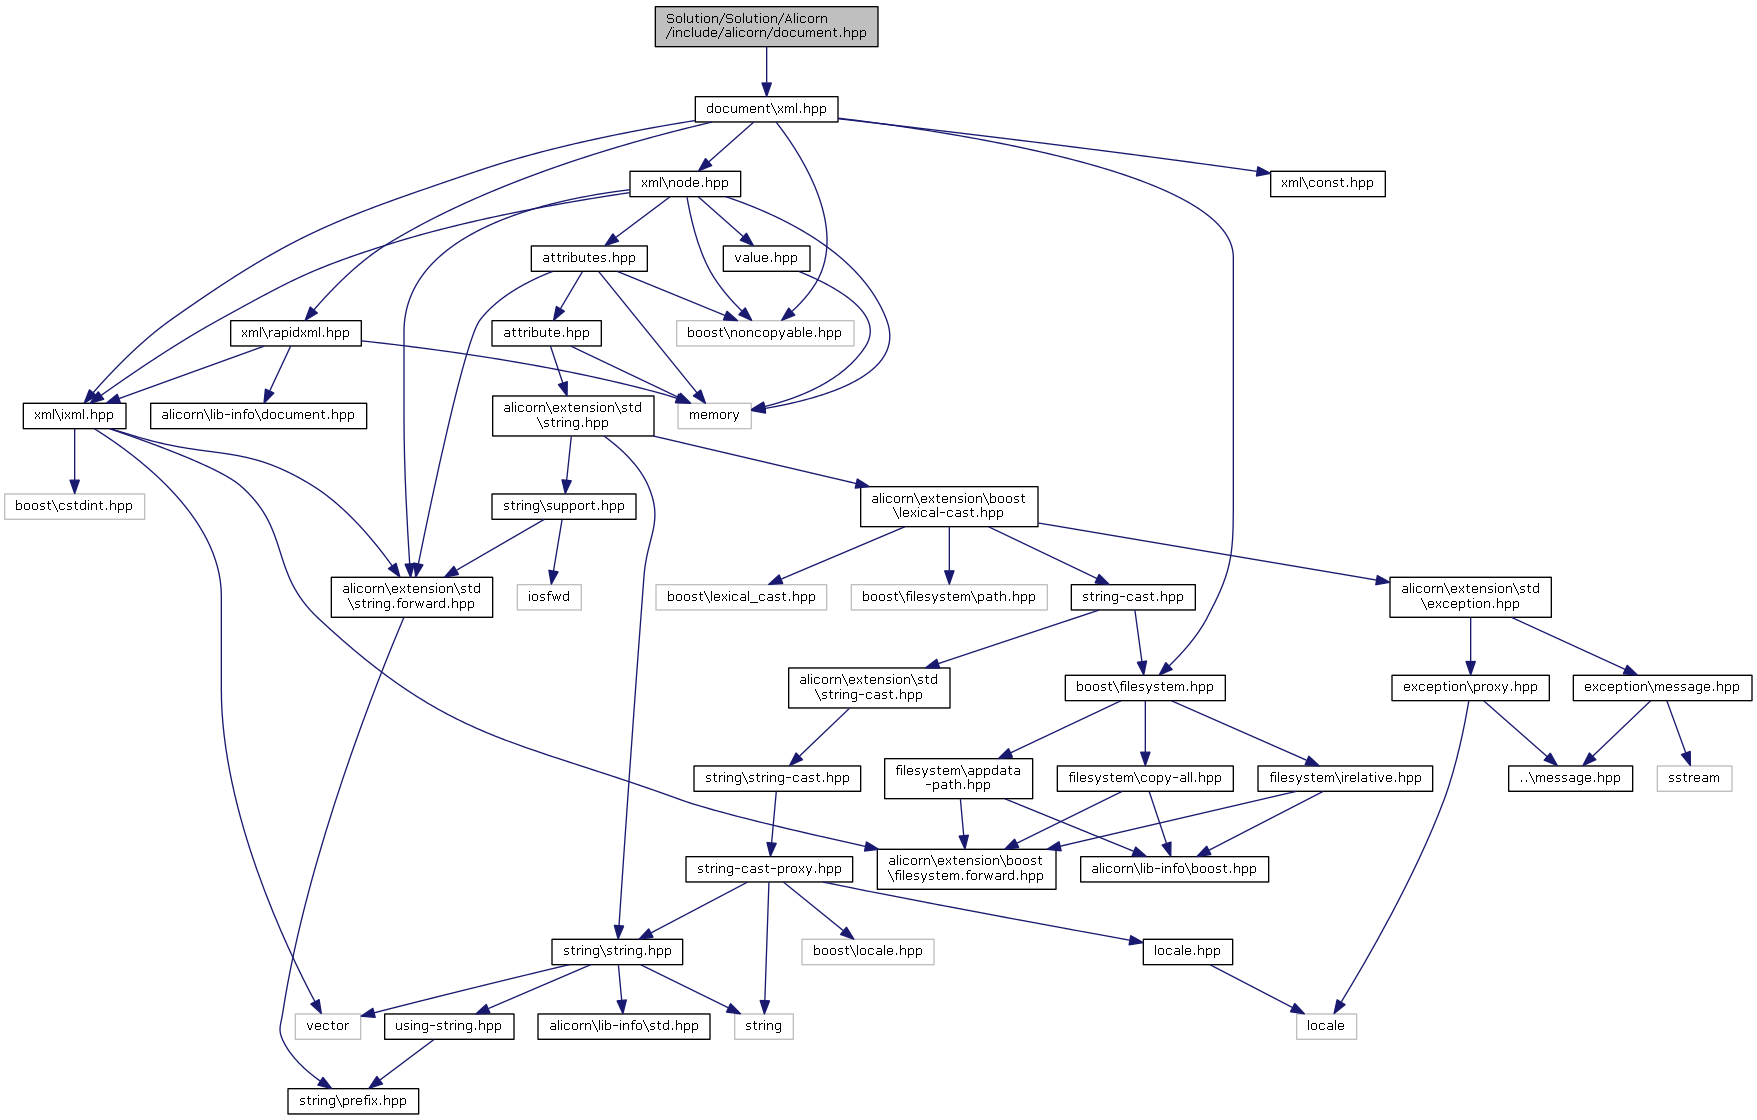 Solution/Solution/Alicorn
/include/alicorn/document.hpp
document\xml.hpp
xml\node.hpp
xml\const.hpp
attributes.hpp
value.hpp
xml\rapidxml.hpp
attribute.hpp
boost\noncopyable.hpp
xml\ixml.hpp
alicorn\lib-info\document.hpp
alicorn\extension\std
\string.hpp
memory
boost\cstdint.hpp
string\support.hpp
alicorn\extension\boost
\lexical-cast.hpp
alicorn\extension\std
\string.forward.hpp
iosfwd
boost\lexical_cast.hpp
boost\filesystem\path.hpp
string-cast.hpp
alicorn\extension\std
\exception.hpp
alicorn\extension\std
\string-cast.hpp
boost\filesystem.hpp
exception\proxy.hpp
exception\message.hpp
string\string-cast.hpp
filesystem\appdata
-path.hpp
filesystem\copy-all.hpp
filesystem\irelative.hpp
..\message.hpp
sstream
string-cast-proxy.hpp
alicorn\extension\boost
\filesystem.forward.hpp
alicorn\lib-info\boost.hpp
string\string.hpp
boost\locale.hpp
locale.hpp
vector
using-string.hpp
alicorn\lib-info\std.hpp
string
locale
string\prefix.hpp